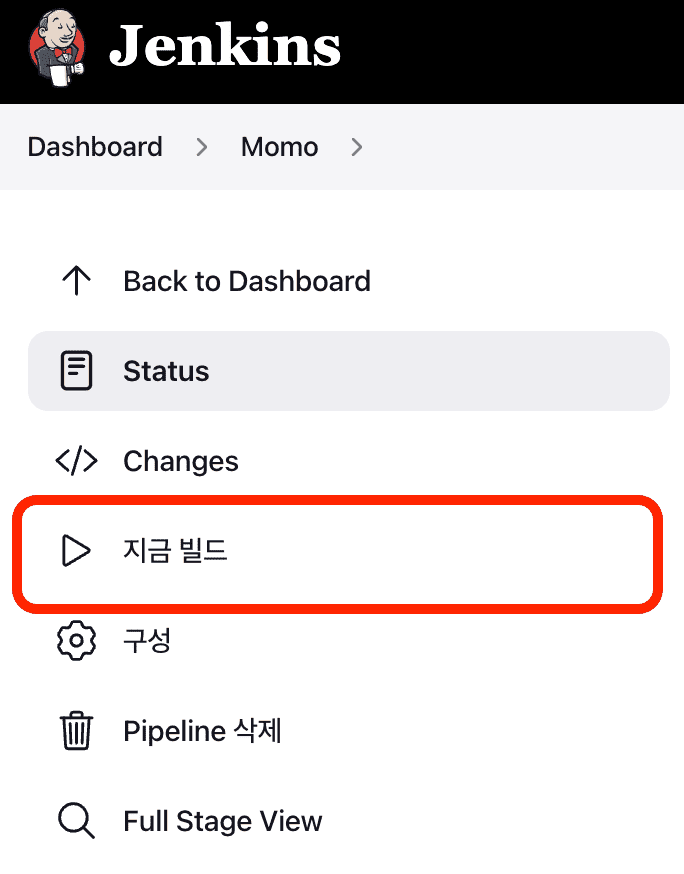 Jenkins
Dashboard > Momo >
Back to Dashboard
Status
Changes
지금 빌드
구성
Pipeline 삭제
Full Stage View